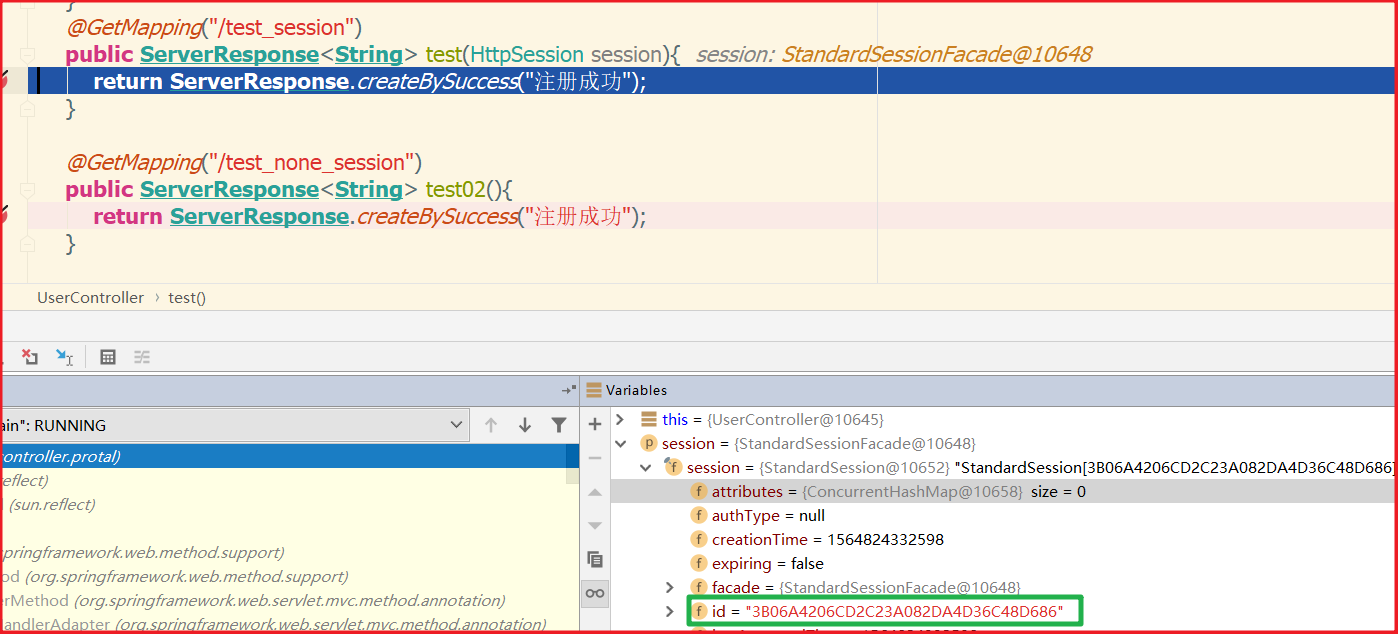 }
@GetMapping("/test_session")
public ServerResponse<String> test(HttpSession session){ session: StandardSessionFacade@10648
return ServerResponse.createBySuccess("注册成功");
}
@GetMapping("/test_none_session")
public ServerResponse<String> test02(){
return ServerResponse.createBySuccess("注册成功");
}
UserController › test()
Variables
ain": RUNNING
ontroller.protal)
eflect)
(sun.reflect)
springframework.web.method.support)
od (org.springframework.web.method.support)
erMethod (org.springframework.web.servlet.mvc.method.annotation)
andlerAdapter (org.springframework.web.servlet.mvc.method.annotation)
this = {UserController@10645}
p session = {StandardSessionFacade@10648}
f session = {StandardSession@10652} "StandardSession[3B06A4206CD2C23A082DA4D36C48D686]
f attributes = {ConcurrentHashMap@10658} size = 0
f authType = null
f creationTime = 1564824332598
f expiring = false
f facade = {StandardSessionFacade@10648}
f id = "3B06A4206CD2C23A082DA4D36C48D686"